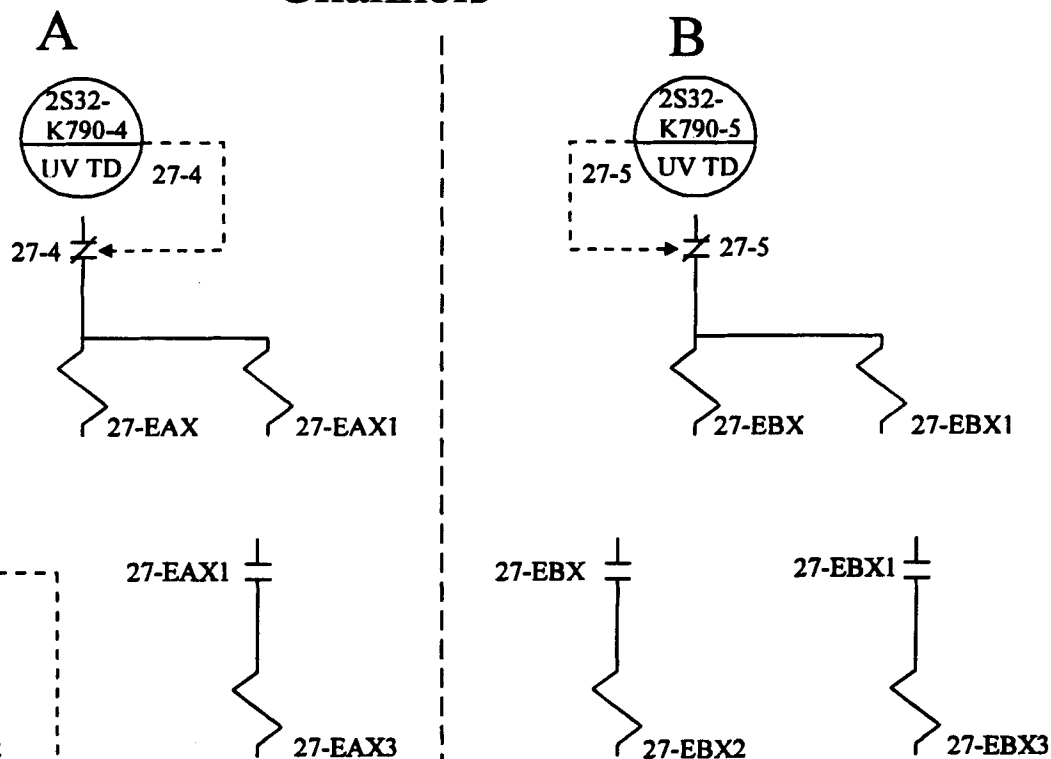 A
B
2S32-
K790-4
UV TD
27-4
27-4
27-EAX
27-EAX1
2S32-
K790-5
UV TD
27-5
27-5
27-EBX
27-EBX1
27-EAX1
27-EBX
27-EBX1
27-EAX3
27-EBX2
27-EBX3